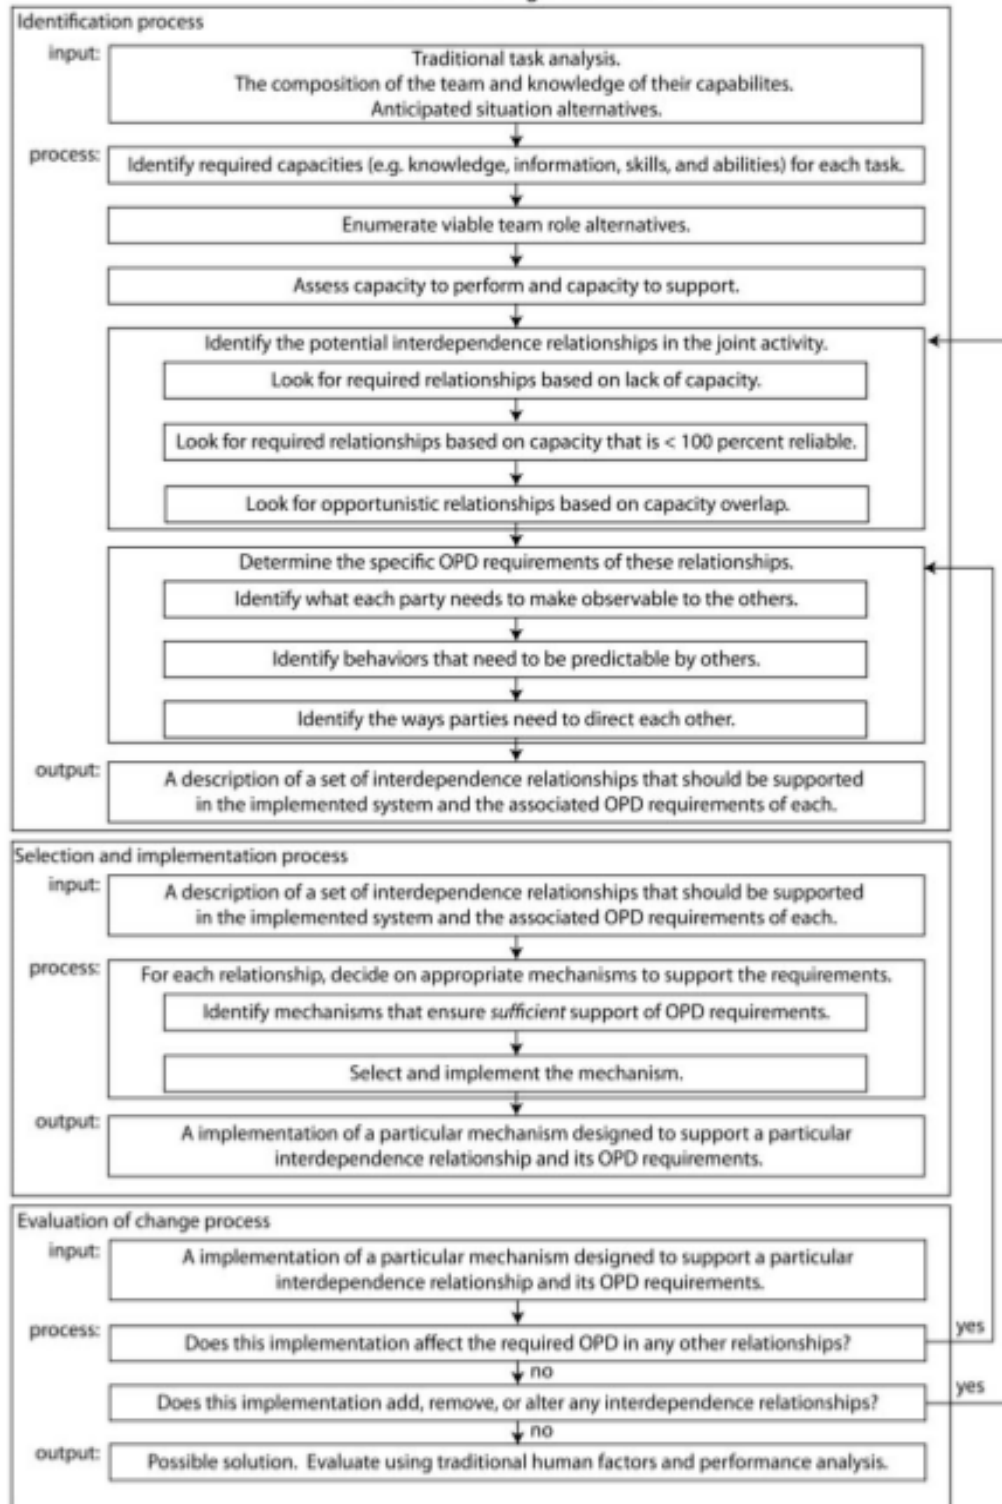 Identification process
input:
Traditional task analysis.
The composition of the team and knowledge of their capabilites.
Anticipated situation alternatives.
process:
Identify required capacities (e.g. knowledge, information, skills, and abilities) for each task.
Enumerate viable team role alternatives.
Assess capacity to perform and capacity to support.
Identify the potential interdependence relationships in the joint activity.
Look for required relationships based on lack of capacity.
Look for required relationships based on capacity that is < 100 percent reliable.
Look for opportunistic relationships based on capacity overlap.
Determine the specific OPD requirements of these relationships.
Identify what each party needs to make observable to the others.
Identify behaviors that need to be predictable by others.
Identify the ways parties need to direct each other.
output:
A description of a set of interdependence relationships that should be supported
in the implemented system and the associated OPD requirements of each.
Selection and implementation process
input:
A description of a set of interdependence relationships that should be supported
in the implemented system and the associated OPD requirements of each.
process:
For each relationship, decide on appropriate mechanisms to support the requirements.
Identify mechanisms that ensure sufficient support of OPD requirements.
Select and implement the mechanism.
output:
A implementation of a particular mechanism designed to support a particular
interdependence relationship and its OPD requirements.
Evaluation of change process
input:
A implementation of a particular mechanism designed to support a particular
interdependence relationship and its OPD requirements.
process:
Does this implementation affect the required OPD in any other relationships?
yes
no
Does this implementation add, remove, or alter any interdependence relationships?
yes
no
output:
Possible solution. Evaluate using traditional human factors and performance analysis.